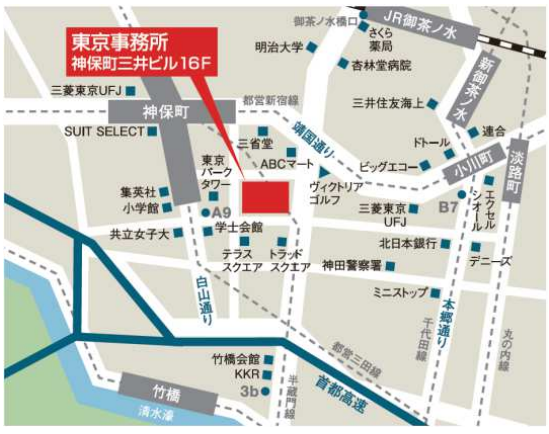 御茶ノ水橋口
JR御茶ノ水
さくら
薬局
東京事務所
神保町三井ビル16F
明治大学
杏林堂病院
新御茶ノ水
三菱東京UFJ
神保町
都営新宿線
三井住友海上
SUIT SELECT
三省堂
靖国通り
ドトール
連合
ABCマート
ビッグエコー
小川町
淡路町
東京
パーク
タワー
ヴィクトリア
ゴルフ
集英社
小学館
A9
三菱東京
UFJ
B7
エクセル
シオール
共立女子大
学士会館
テラス
スクエア
トラッド
スクエア
北日本銀行
デニーズ
神田警察署
白山通り
ミニストップ
本郷通り
千代田線
丸の内線
都営三田線
竹橋会館
KKR
3b
半蔵門線
首都高速
竹橋
清水濠